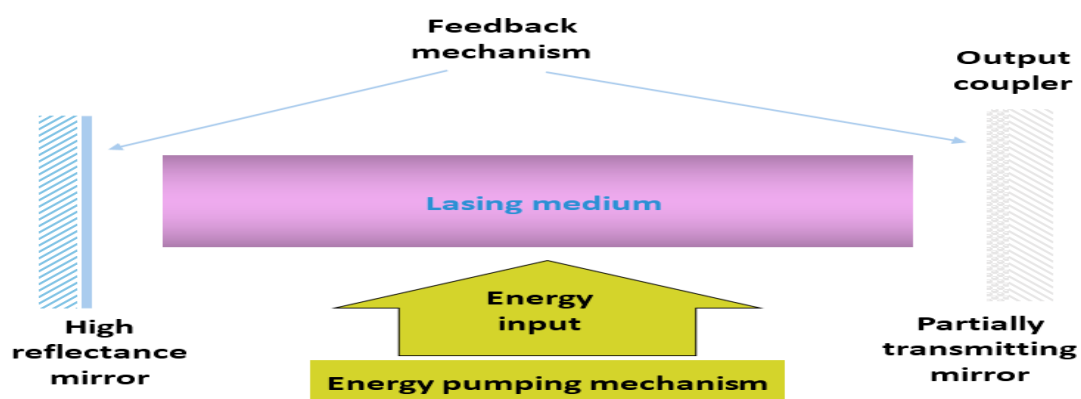 Feedback
mechanism
Output
coupler
Lasing medium
Energy
input
High
reflectance
mirror
Partially
transmitting
mirror
Energy pumping mechanism